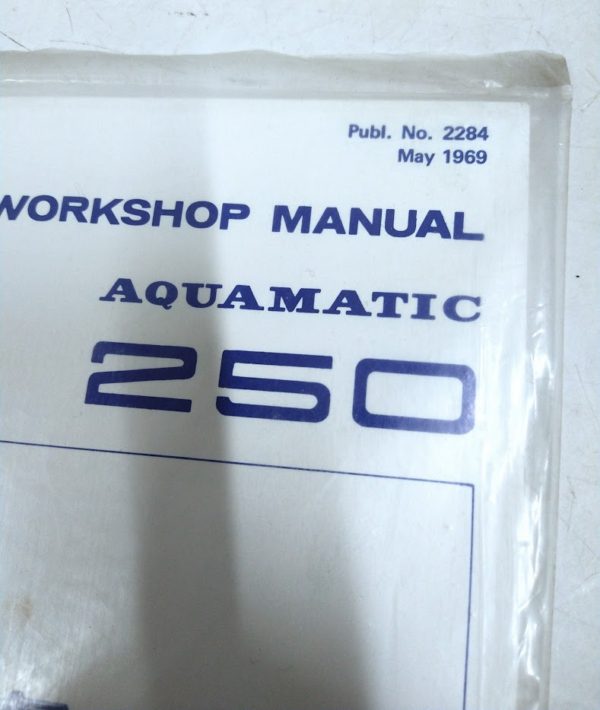 Publ. No. 2284
May 1969
WORKSHOP MANUAL
AQUAMATIC
250